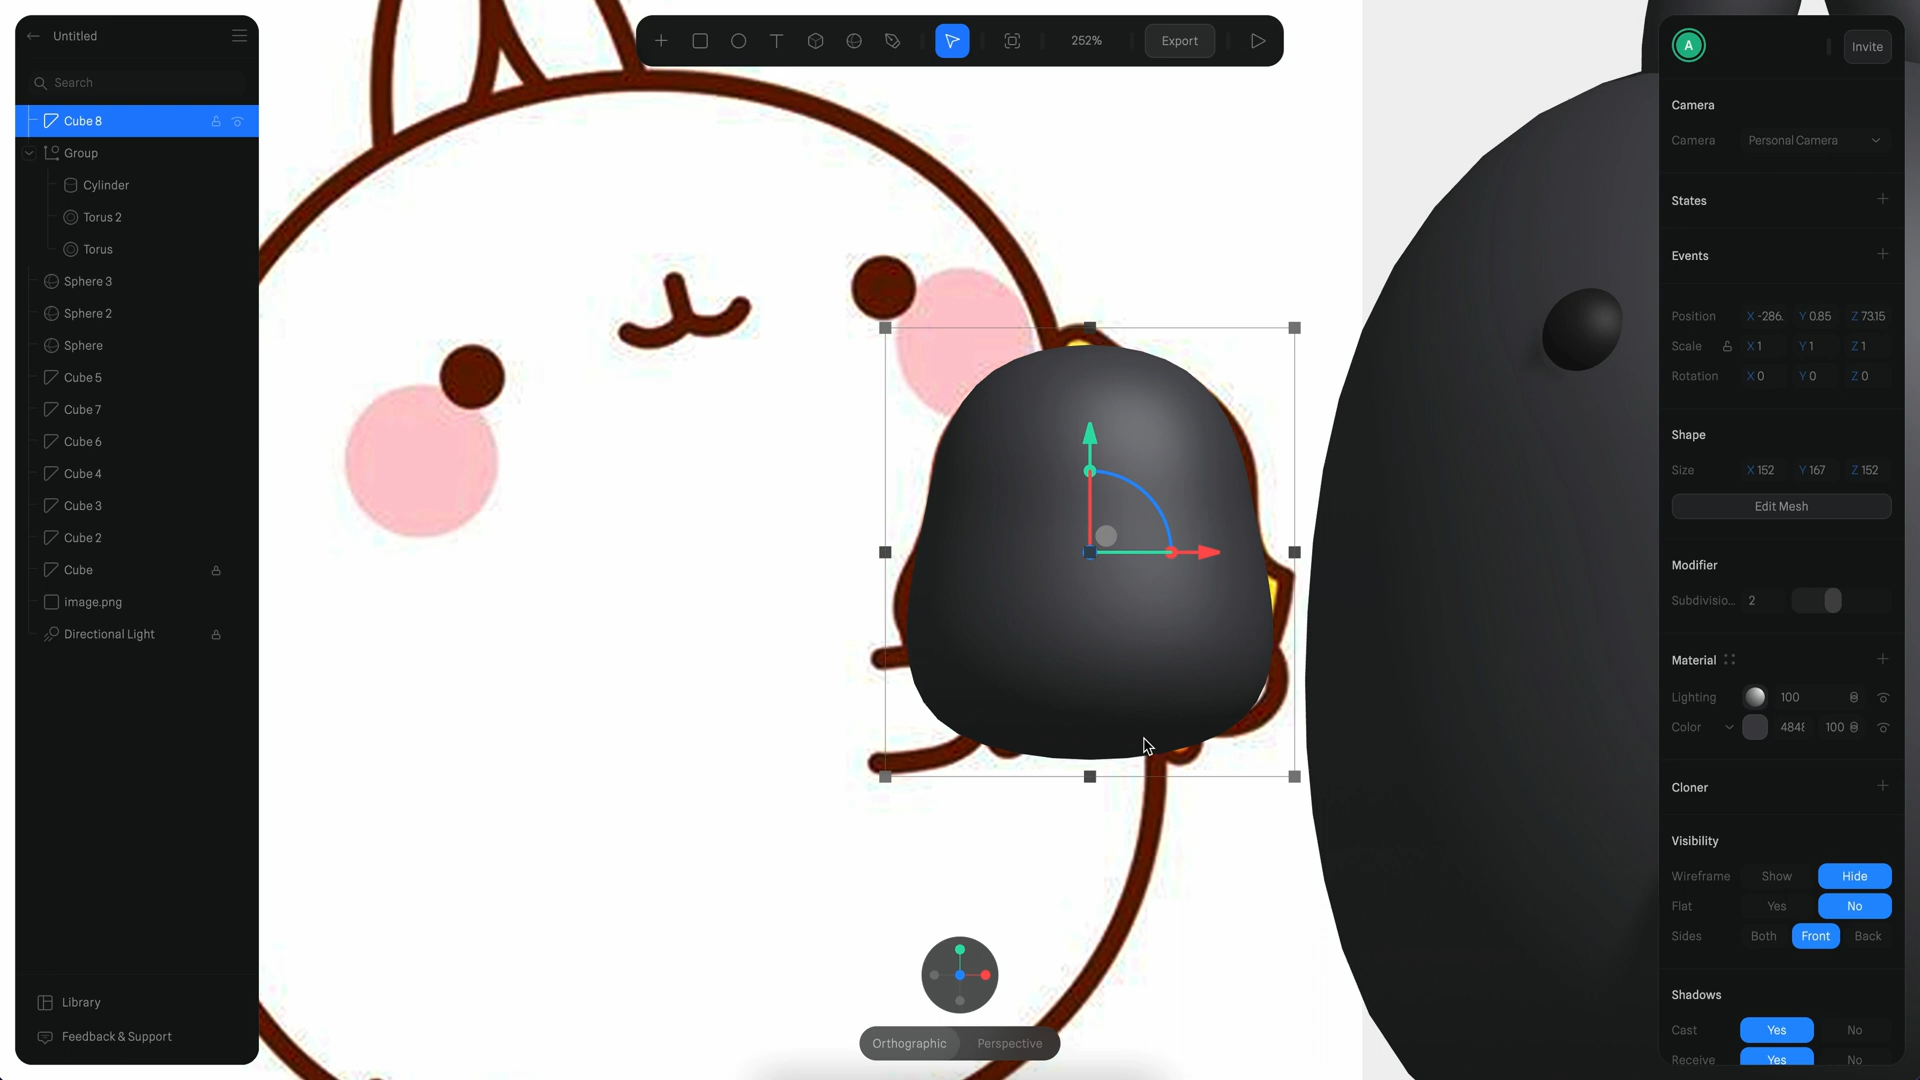 Untitled
Search
Cube 8
Group
Cylinder
Torus 2
Torus
Sphere 3
Sphere 2
Sphere
Cube 5
Cube 7
Cube 6
Cube 4
Cube 3
Cube 2
Cube
image.png
Directional Light
Library
Feedback & Support
252%
Export
Orthographic
Perspective
A
Invite
Camera
Camera Personal Camera
States
Events
Position X -286. Y 0.85 Z 73.15
Scale X 1 Y 1 Z 1
Rotation X 0 Y 0 Z 0
Shape
Size X 152 Y 167 Z 152
Edit Mesh
Modifier
Subdivisio... 2
Material
Lighting 100
Color 4848 100
Cloner
Visibility
Wireframe Show Hide
Flat Yes No
Sides Both Front Back
Shadows
Cast Yes No
Receive Yes No